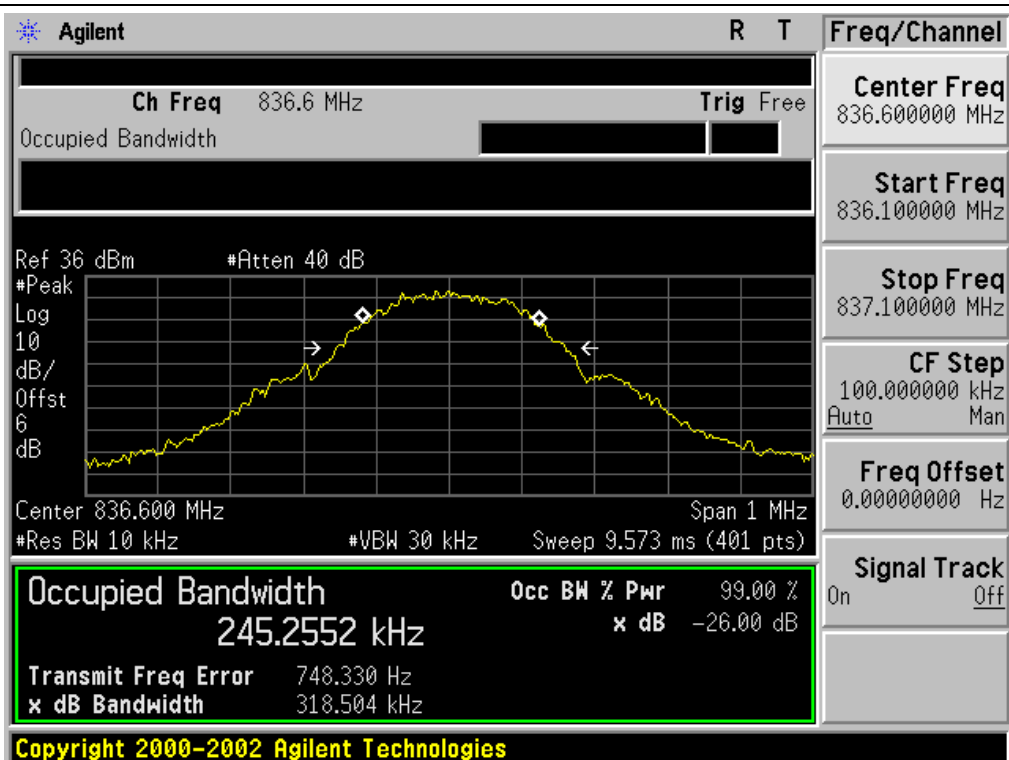 Agilent R T Freq/Channel
Ch Freq 836.6 MHz Trig Free
Occupied Bandwidth
Center Freq
836.600000 MHz
Start Freq
836.100000 MHz
Stop Freq
837.100000 MHz
CF Step
100.000000 kHz
Auto Man
Freq Offset
0.00000000 Hz
Signal Track
On Off
Ref 36 dBm #Atten 40 dB
#Peak
Log
10
dB/
Offst
6
dB
Center 836.600 MHz Span 1 MHz
#Res BW 10 kHz #VBW 30 kHz Sweep 9.573 ms (401 pts)
Occupied Bandwidth
245.2552 kHz
Occ BW % Pwr 99.00 %
x dB -26.00 dB
Transmit Freq Error 748.330 Hz
x dB Bandwidth 318.504 kHz
Copyright 2000-2002 Agilent Technologies